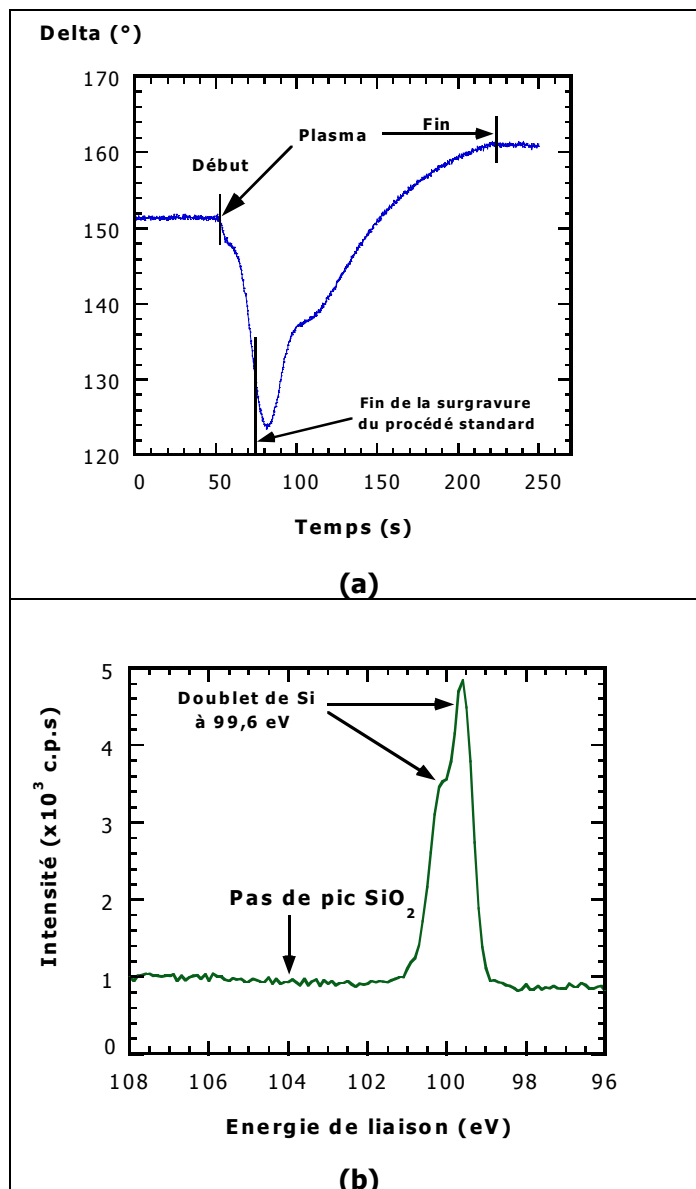 Delta (°)
170
160
150
140
130
120
Début
Plasma
Fin
Fin de la surgravure
du procédé standard
0 50 100 150 200 250
Temps (s)
(a)
Intensité (x10³ c.p.s)
5
4
3
2
1
0
Doublet de Si
à 99,6 eV
Pas de pic SiO₂
108 106 104 102 100 98 96
Energie de liaison (eV)
(b)